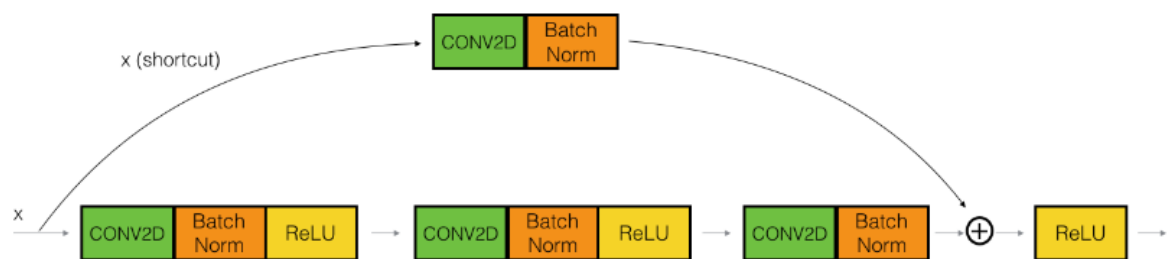 CONV2D
Batch
Norm
x (shortcut)
x
CONV2D
Batch
Norm
ReLU
CONV2D
Batch
Norm
ReLU
CONV2D
Batch
Norm
ReLU